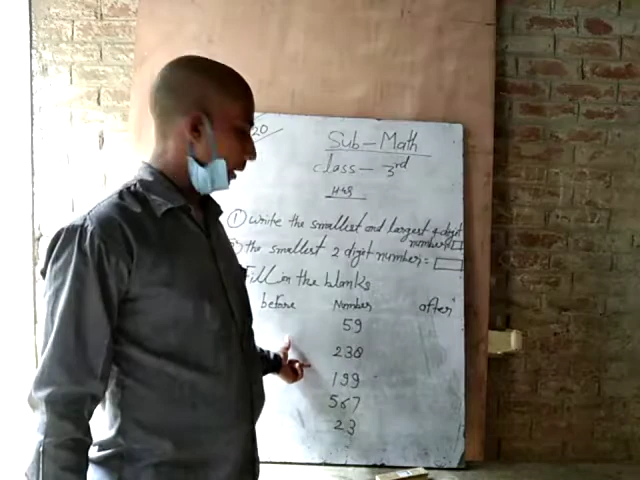 20
Sub - Math
class - 3rd
H.W
① Write the smallest and largest 4 digit number
the smallest 2 digit number =
Fill in the blanks
before Number after
59
230
199
567
23